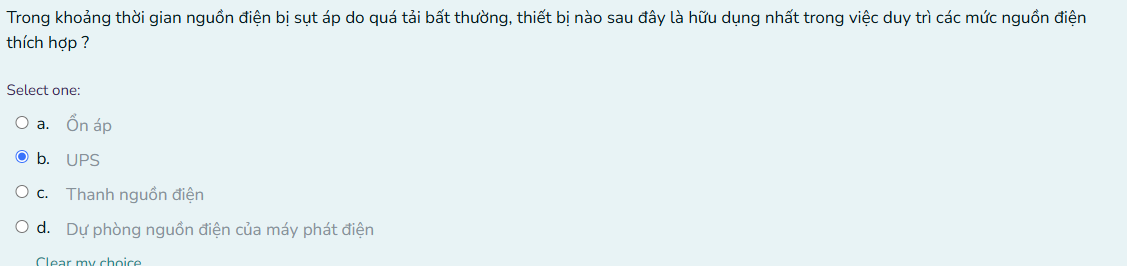 Trong khoảng thời gian nguồn điện bị sụt áp do quá tải bất thường, thiết bị nào sau đây là hữu dụng nhất trong việc duy trì các mức nguồn điện
thích hợp ?
Select one:
a. Ổn áp
b. UPS
c. Thanh nguồn điện
d. Dự phòng nguồn điện của máy phát điện
Clear my choice